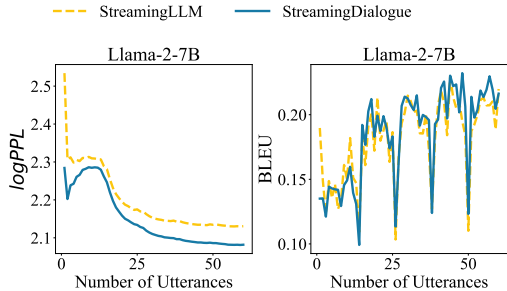 StreamingLLM StreamingDialogue
Llama-2-7B Llama-2-7B
logPPL
2.5
2.4
2.3
2.2
2.1
0 25 50
Number of Utterances
BLEU
0.20
0.15
0.10
0 25 50
Number of Utterances